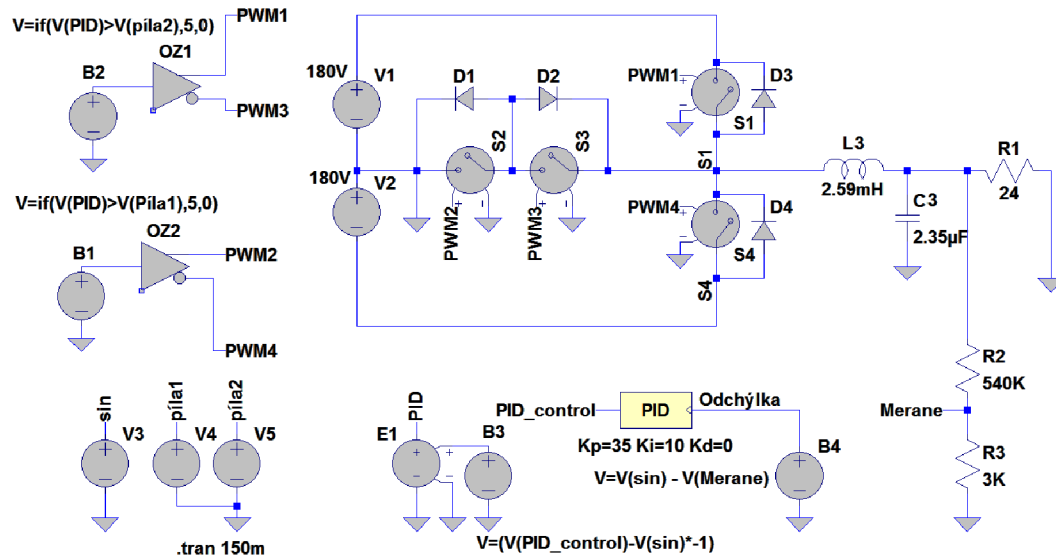 V=if(V(PID)>V(píla2),5,0)
PWM1
OZ1
B2
PWM3
V=if(V(PID)>V(Píla1),5,0)
OZ2
PWM2
B1
PWM4
sin
V3
píla1
V4
píla2
V5
.tran 150m
180V
V1
180V
V2
D1
D2
S2
S3
PWM2
PWM3
PWM1
S1
D3
S1
PWM4
S4
D4
S4
L3
2.59mH
C3
2.35µF
R1
24
R2
540K
Merane
R3
3K
PID
E1
B3
PID_control
PID
Odchýlka
Kp=35 Ki=10 Kd=0
B4
V=V(sin) - V(Merane)
V=(V(PID_control)-V(sin)*-1)